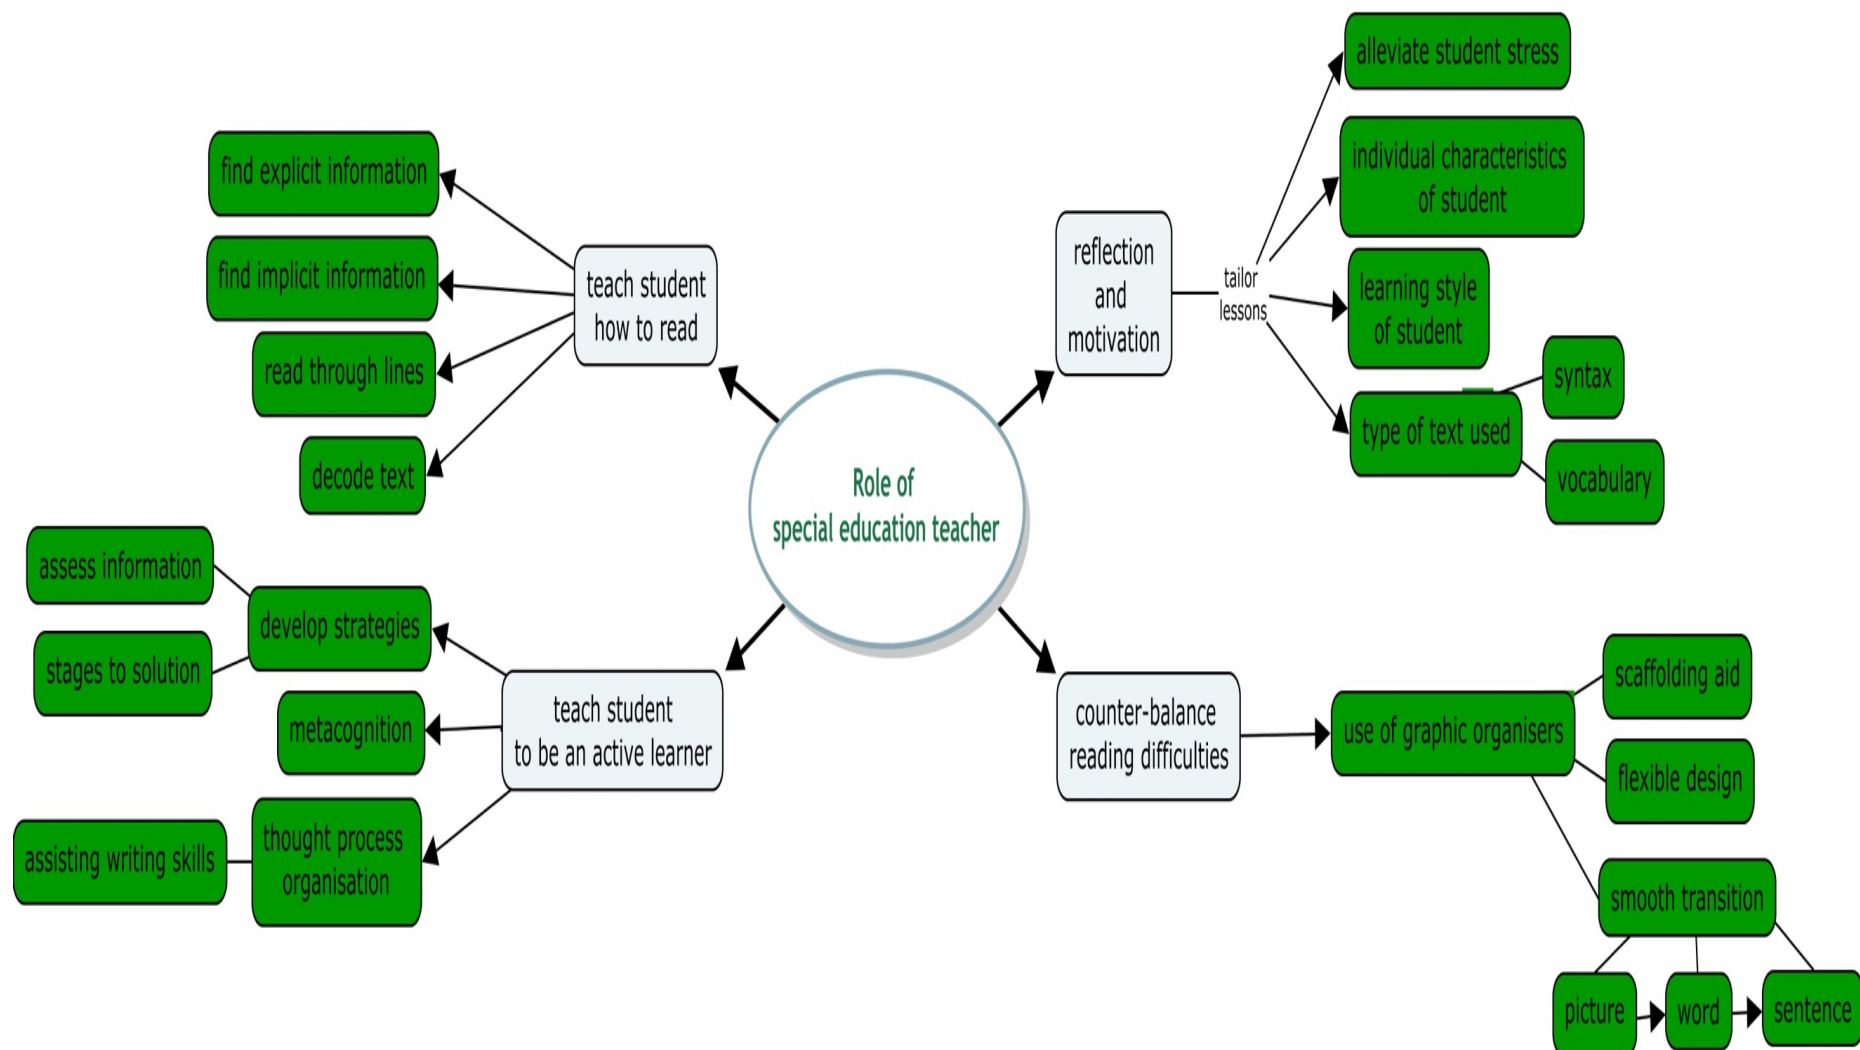 Role of
special education teacher
teach student
how to read
find explicit information
find implicit information
read through lines
decode text
reflection
and
motivation
tailor
lessons
alleviate student stress
individual characteristics
of student
learning style
of student
type of text used
syntax
vocabulary
teach student
to be an active learner
develop strategies
assess information
stages to solution
metacognition
thought process
organisation
assisting writing skills
counter-balance
reading difficulties
use of graphic organisers
scaffolding aid
flexible design
smooth transition
picture
word
sentence